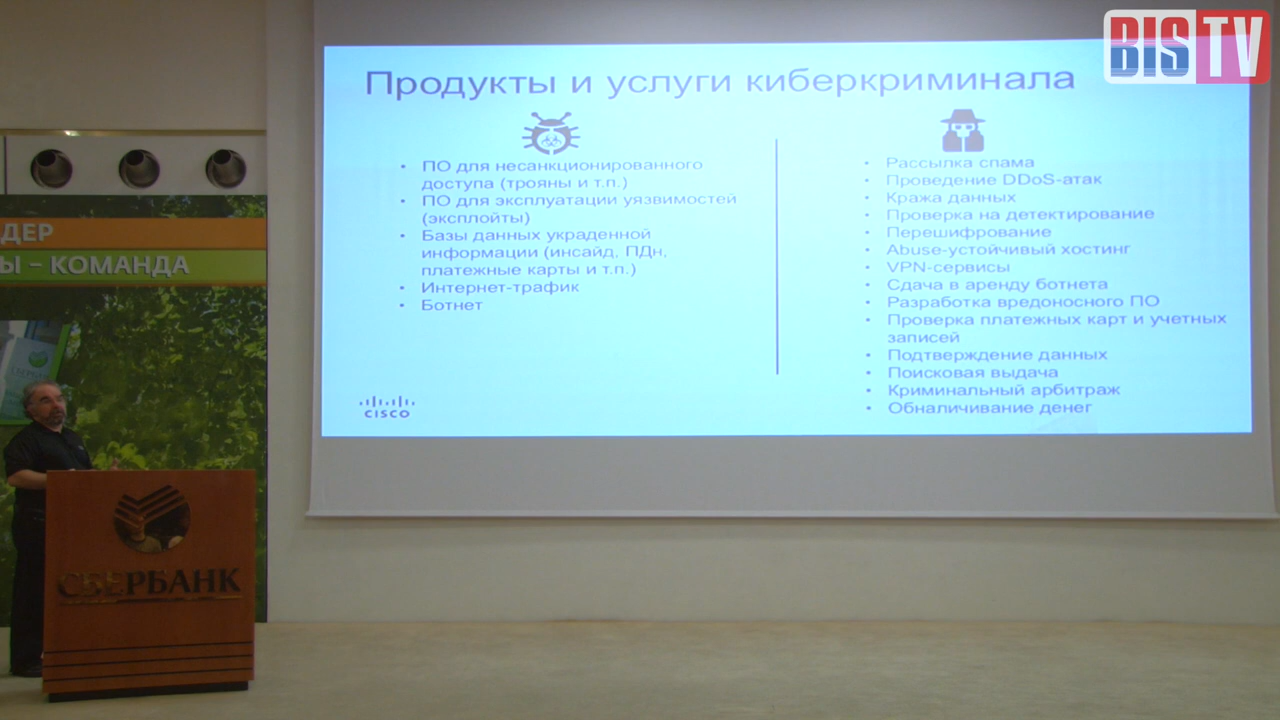 BIS TV
Продукты и услуги киберкриминала
• ПО для несанкционированного
доступа (трояны и т.п.)
• ПО для эксплуатации уязвимостей
(эксплойты)
• Базы данных украденной
информации (инсайд, ПДн,
платежные карты и т.п.)
• Интернет-трафик
• Ботнет
• Рассылка спама
• Проведение DDoS-атак
• Кража данных
• Проверка на детектирование
• Перешифрование
• Abuse-устойчивый хостинг
• VPN-сервисы
• Сдача в аренду ботнета
• Разработка вредоносного ПО
• Проверка платежных карт и учетных
записей
• Подтверждение данных
• Поисковая выдача
• Криминальный арбитраж
• Обналичивание денег
CISCO
ДЕР
Ы – КОМАНДА
СБЕРБАНК